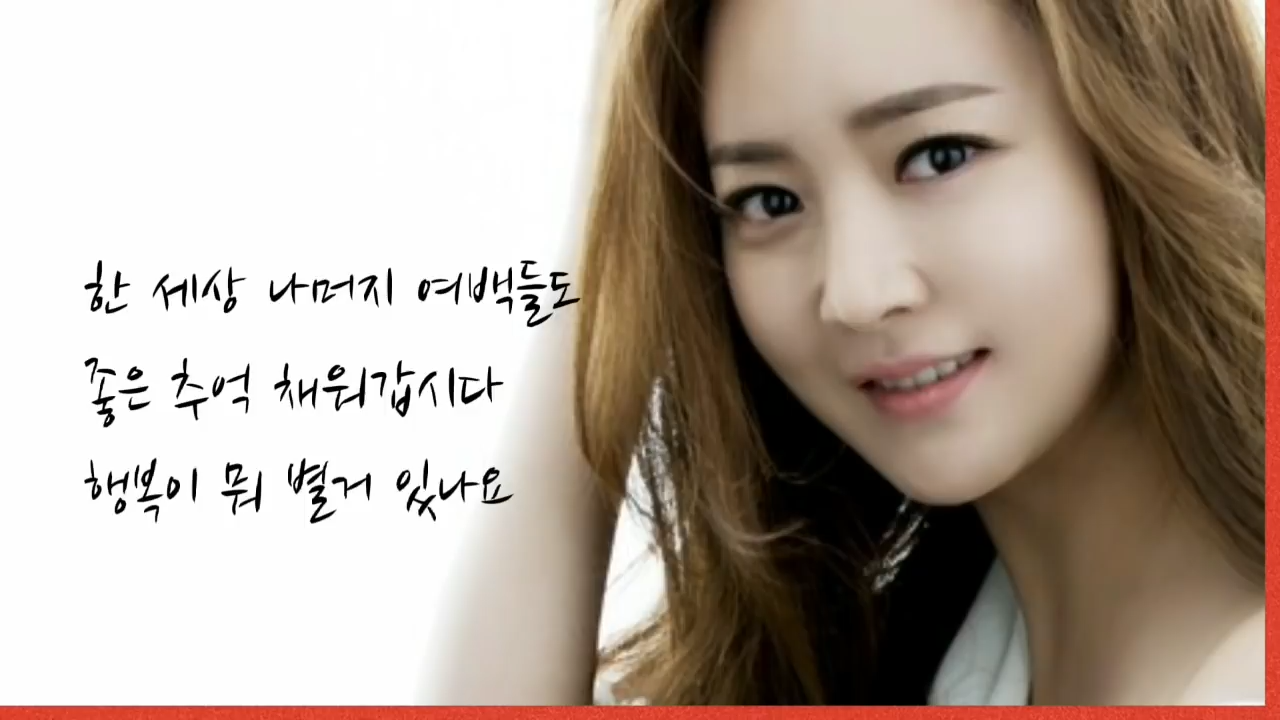 한 세상 나머지 여백들도
좋은 추억 채워갑시다
행복이 뭐 별거 있나요